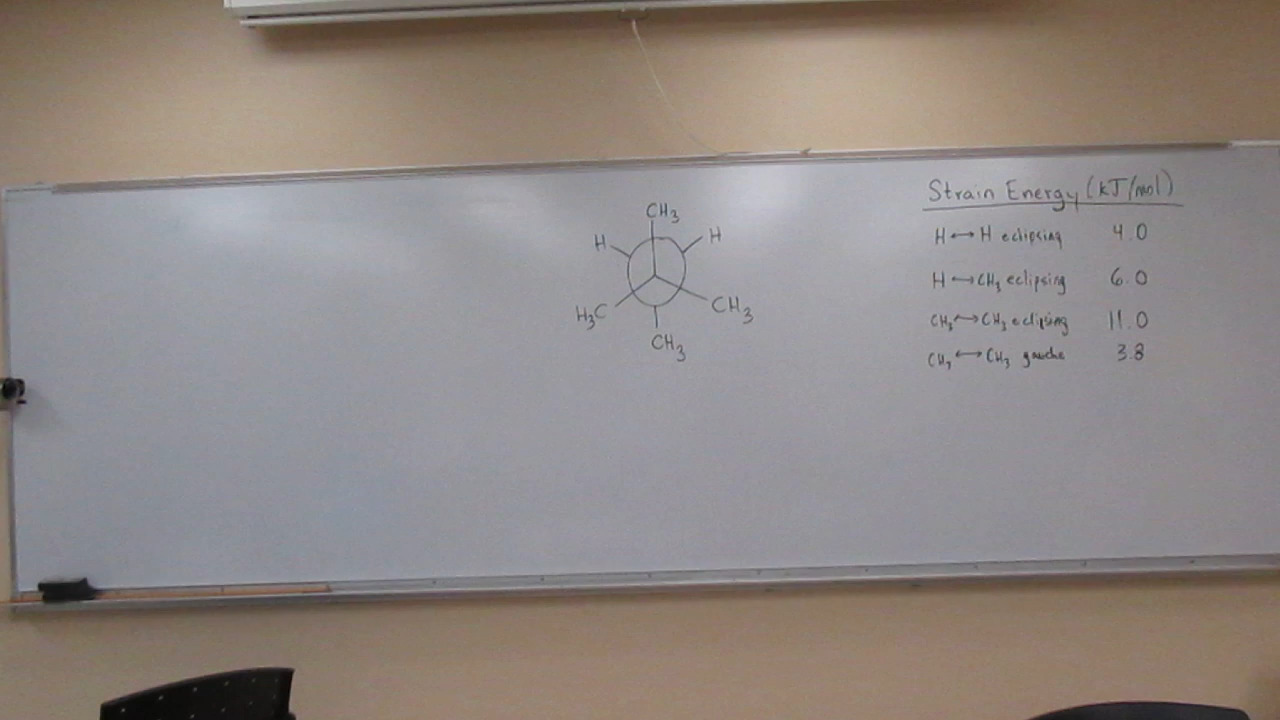 CH3
H H
H3C CH3
CH3
Strain Energy (kJ/mol)
H ↔ H eclipsing 4.0
H ↔ CH3 eclipsing 6.0
CH3 ↔ CH3 eclipsing 11.0
CH3 ↔ CH3 gauche 3.8